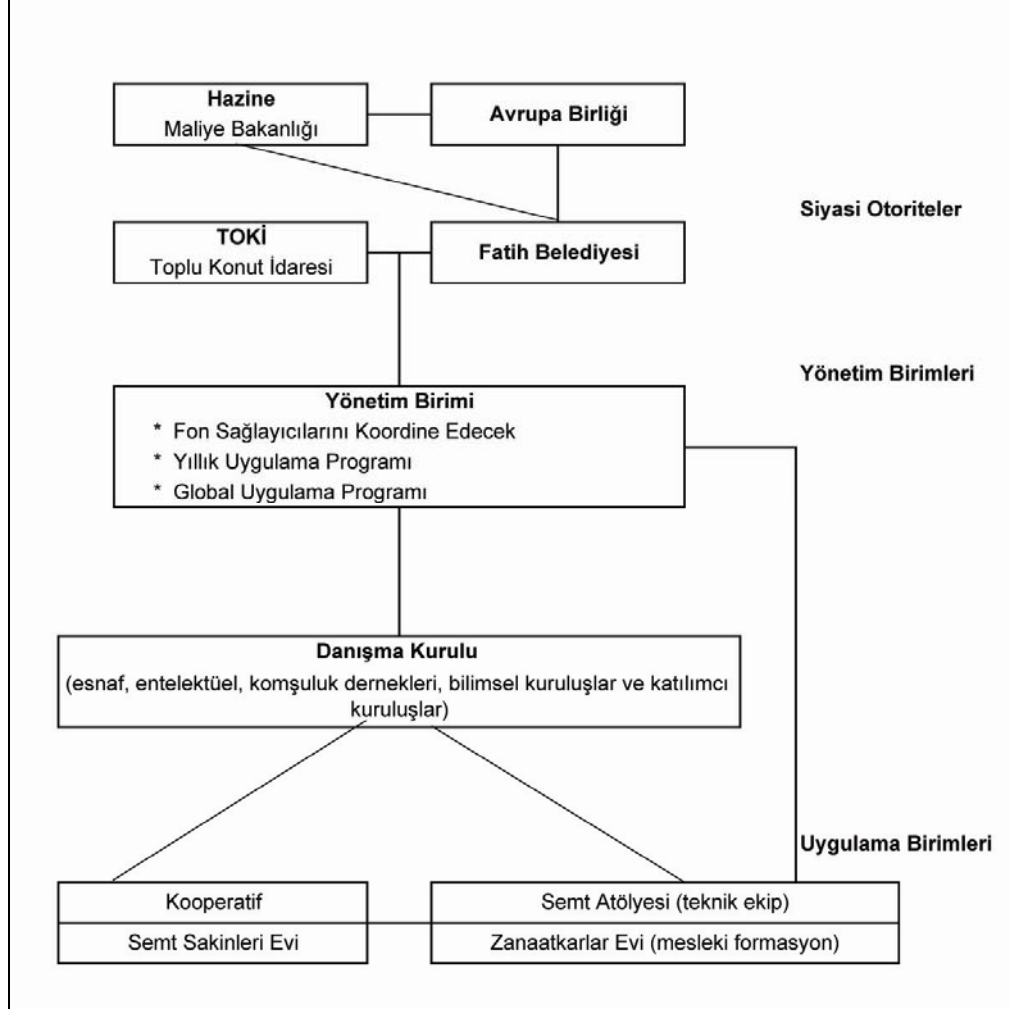 Hazine
Maliye Bakanlığı
Avrupa Birliği
Siyasi Otoriteler
TOKİ
Toplu Konut İdaresi
Fatih Belediyesi
Yönetim Birimleri
Yönetim Birimi
* Fon Sağlayıcılarını Koordine Edecek
* Yıllık Uygulama Programı
* Global Uygulama Programı
Danışma Kurulu
(esnaf, entelektüel, komşuluk dernekleri, bilimsel kuruluşlar ve katılımcı
kuruluşlar)
Uygulama Birimleri
Kooperatif
Semt Sakinleri Evi
Semt Atölyesi (teknik ekip)
Zanaatkarlar Evi (mesleki formasyon)